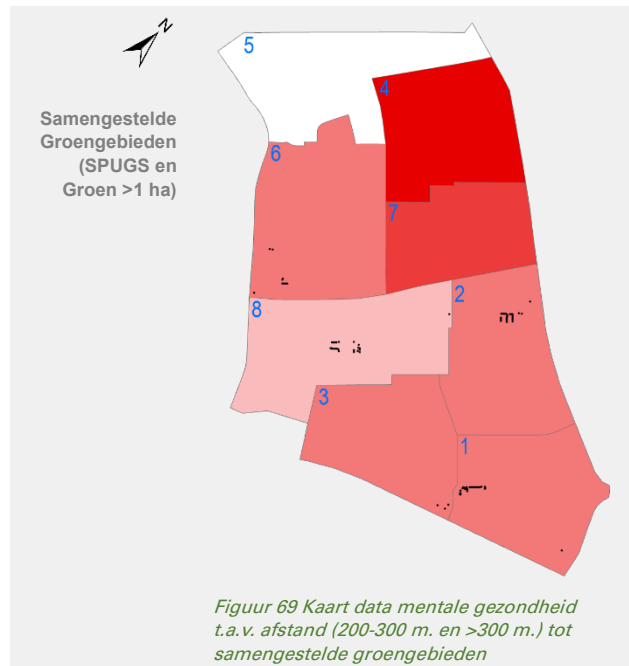 N
5
4
Samengestelde
Groengebieden
(SPUGS en
Groen >1 ha)
6
7
2
8
3
1
Figuur 69 Kaart data mentale gezondheid
t.a.v. afstand (200-300 m. en >300 m.) tot
samengestelde groengebieden